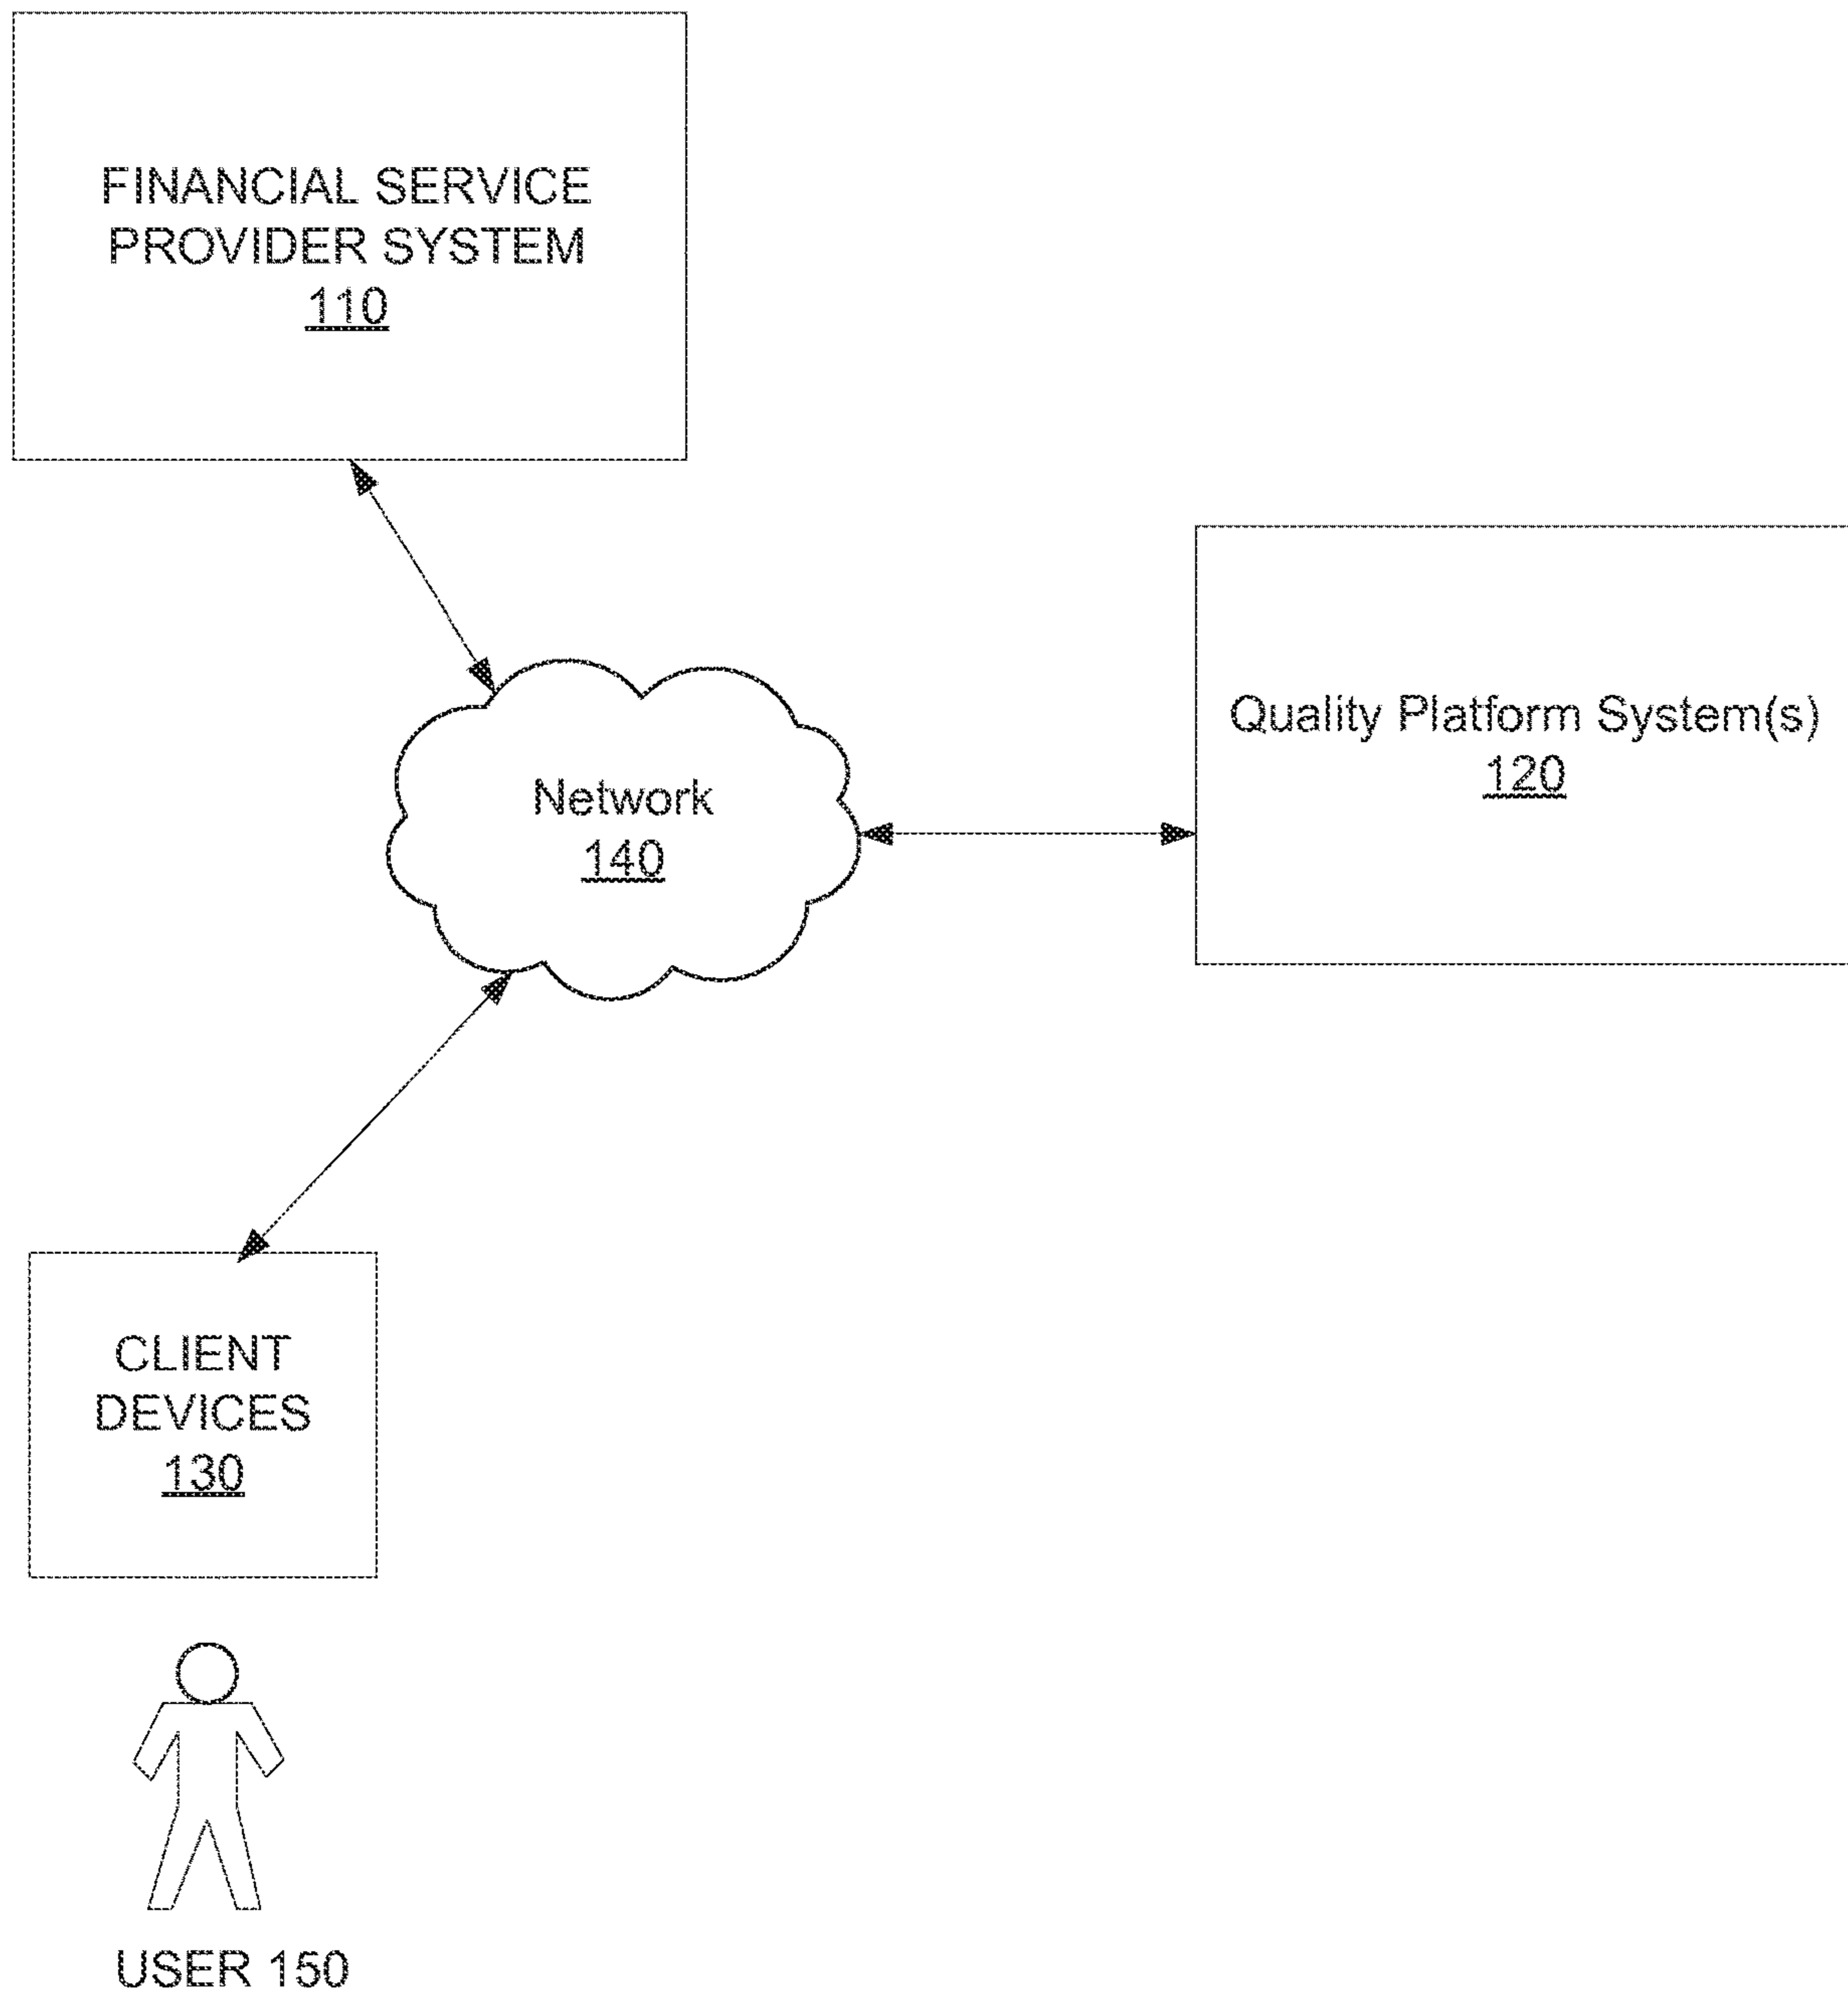 FINANCIAL SERVICE
PROVIDER SYSTEM
110
Quality Platform System(s)
120
Network
140
CLIENT
DEVICES
130
USER 150